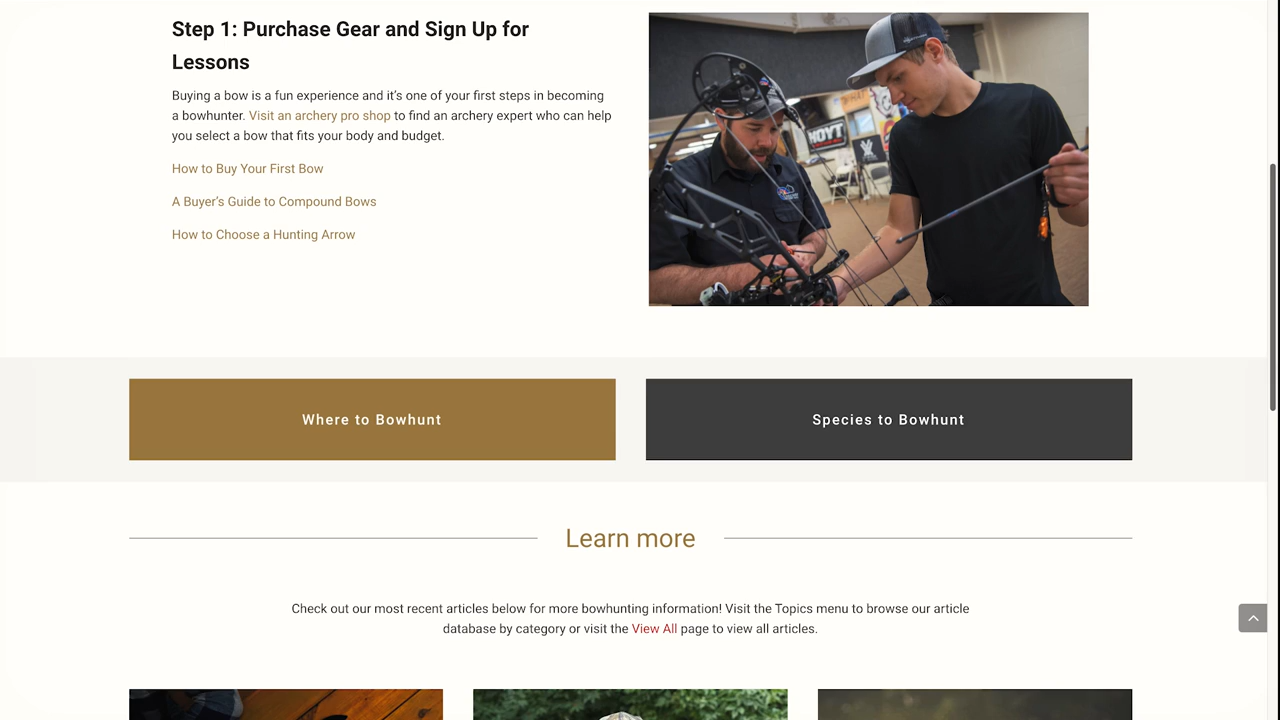 Step 1: Purchase Gear and Sign Up for
Lessons
Buying a bow is a fun experience and it’s one of your first steps in becoming
a bowhunter. Visit an archery pro shop to find an archery expert who can help
you select a bow that fits your body and budget.
How to Buy Your First Bow
A Buyer’s Guide to Compound Bows
How to Choose a Hunting Arrow
HOYT
Where to Bowhunt
Species to Bowhunt
Learn more
Check out our most recent articles below for more bowhunting information! Visit the Topics menu to browse our article
database by category or visit the View All page to view all articles.